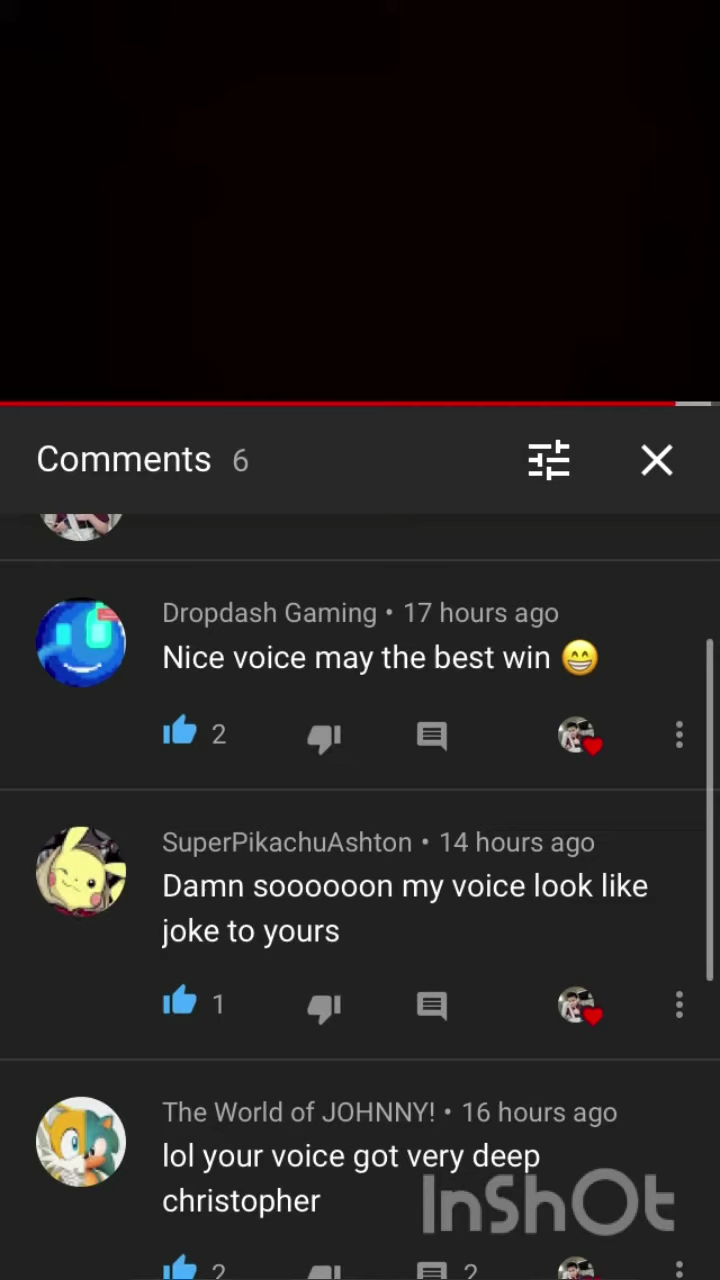 Comments 6
Dropdash Gaming • 17 hours ago
Nice voice may the best win 😁
2
SuperPikachuAshton • 14 hours ago
Damn soooooon my voice look like
joke to yours
1
The World of JOHNNY! • 16 hours ago
lol your voice got very deep
christopher
InShOt
2 2